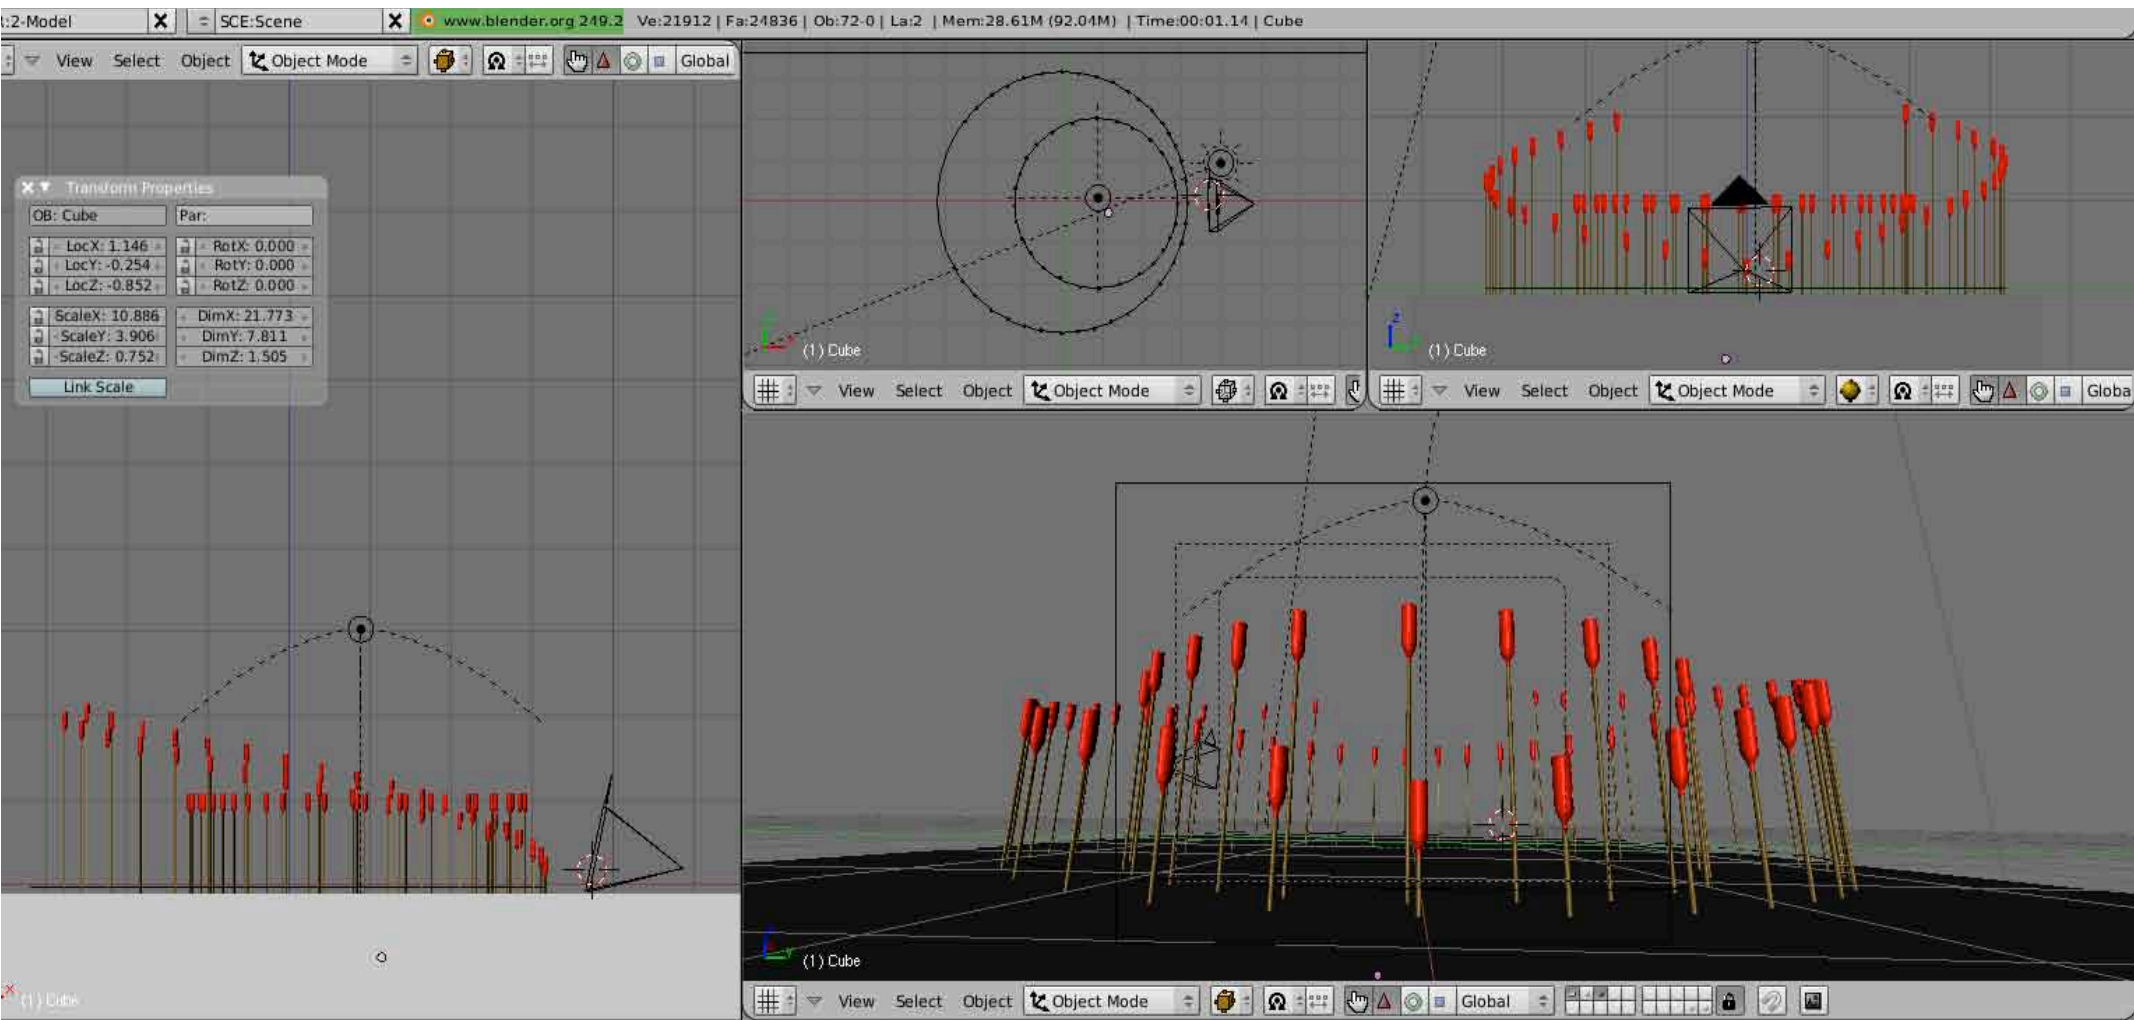 :2-Model SCE:Scene www.blender.org 249.2 Ve:21912 | Fa:24836 | Ob:72-0 | La:2 | Mem:28.61M (92.04M) | Time:00:01.14 | Cube
View Select Object Object Mode Global
Transform Properties
OB: Cube Par:
LocX: 1.146 RotX: 0.000
LocY: -0.254 RotY: 0.000
LocZ: -0.852 RotZ: 0.000
ScaleX: 10.886 DimX: 21.773
ScaleY: 3.906 DimY: 7.811
ScaleZ: 0.752 DimZ: 1.505
Link Scale
(1) Cube
(1) Cube
View Select Object Object Mode
View Select Object Object Mode Globa
(1) Cube
(1) Cube
View Select Object Object Mode Global